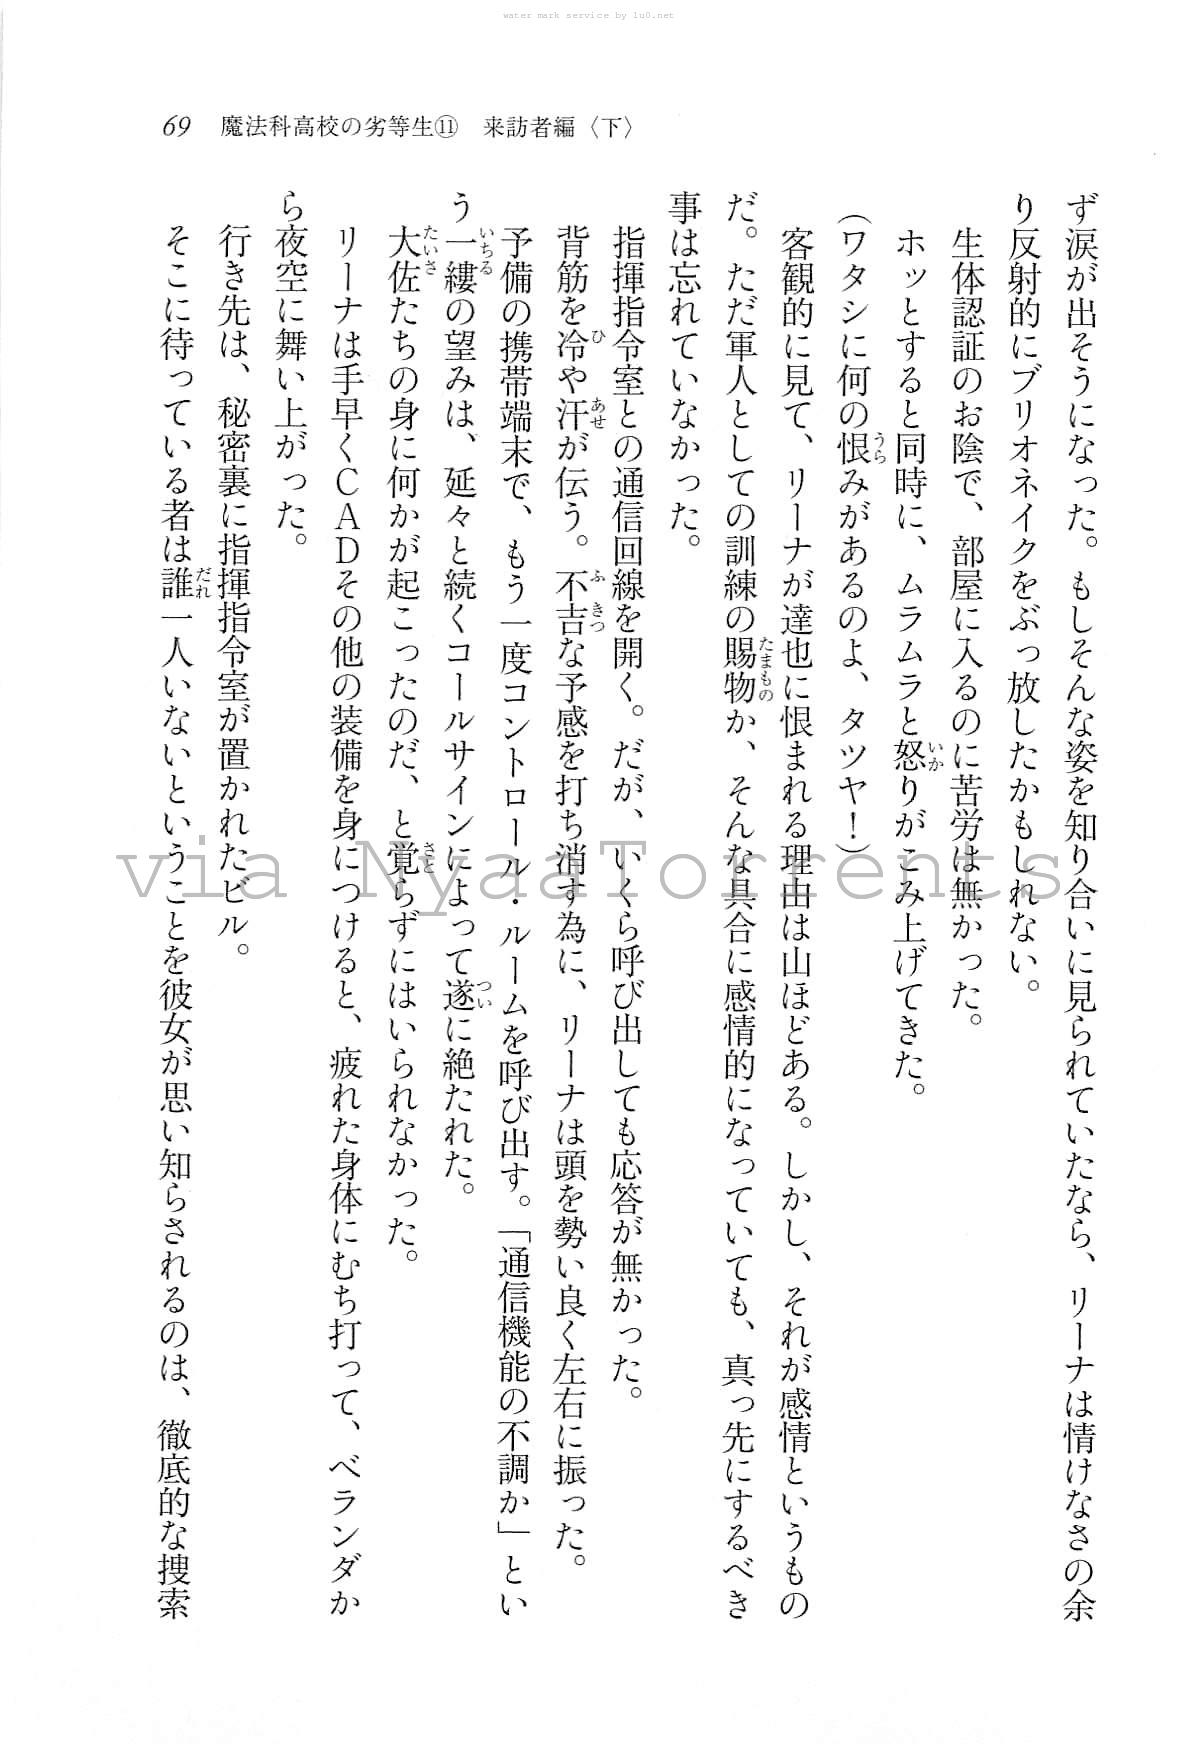 water mark service by lu0.net
69 魔法科高校の劣等生⑪ 来訪者編〈下〉
ず涙が出そうになった。もしそんな姿を知り合いに見られていたなら、リーナは情けなさの余
り反射的にブリオネイクをぶっ放したかもしれない。
生体認証のお陰で、部屋に入るのに苦労は無かった。
ホッとすると同時に、ムラムラと怒りがこみ上げてきた。
(ワタシに何の恨みがあるのよ、タツヤ!)
客観的に見て、リーナが達也に恨まれる理由は山ほどある。しかし、それが感情というもの
だ。ただ軍人としての訓練の賜物か、そんな具合に感情的になっていても、真っ先にするべき
事は忘れていなかった。
指揮指令室との通信回線を開く。だが、いくら呼び出しても応答が無かった。
背筋を冷や汗が伝う。不吉な予感を打ち消す為に、リーナは頭を勢い良く左右に振った。
予備の携帯端末で、もう一度コントロール・ルームを呼び出す。「通信機能の不調か」とい
う一縷の望みは、延々と続くコールサインによって遂に絶たれた。
大佐たちの身に何かが起こったのだ、と覚らずにはいられなかった。
リーナは手早くCADその他の装備を身につけると、疲れた身体にむち打って、ベランダか
ら夜空に舞い上がった。
行き先は、秘密裏に指揮指令室が置かれたビル。
そこに待っている者は誰一人いないということを彼女が思い知らされるのは、徹底的な捜索
via NyaaTorrents